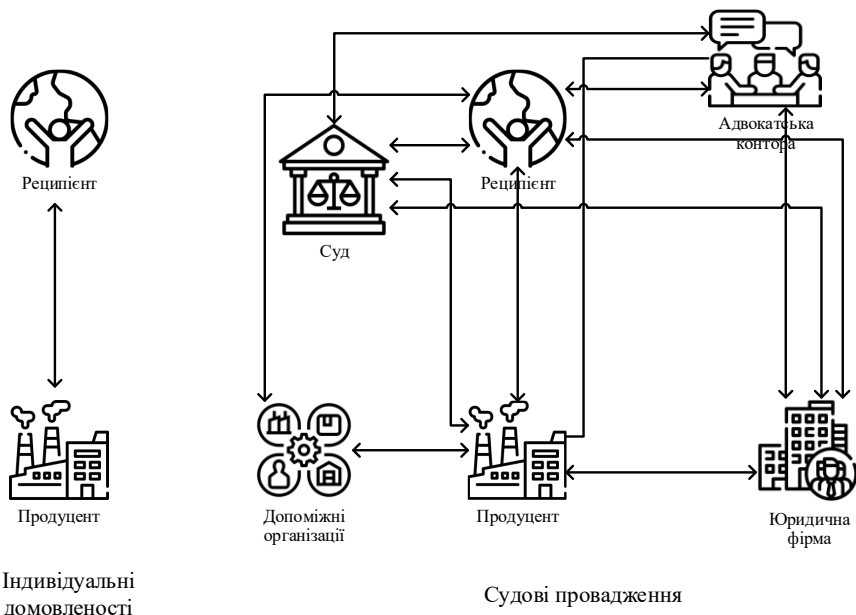 Адвокатська
контора
Реципієнт
Реципієнт
Суд
Продуцент
Допоміжні
організації
Продуцент
Юридична
фірма
Індивідуальні
домовленості
Судові провадження